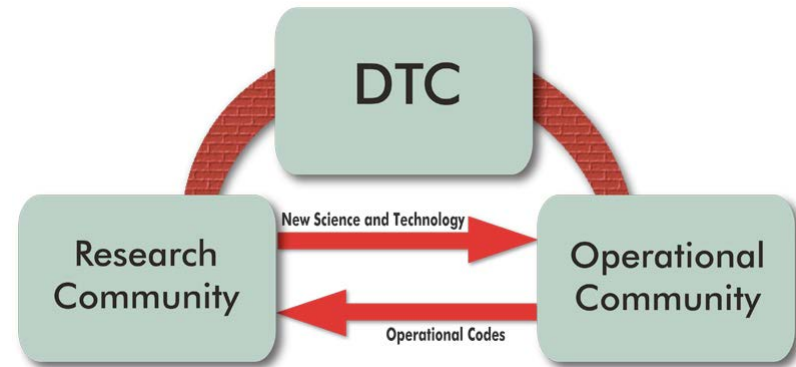 DTC
New Science and Technology
Research
Community
Operational
Community
Operational Codes